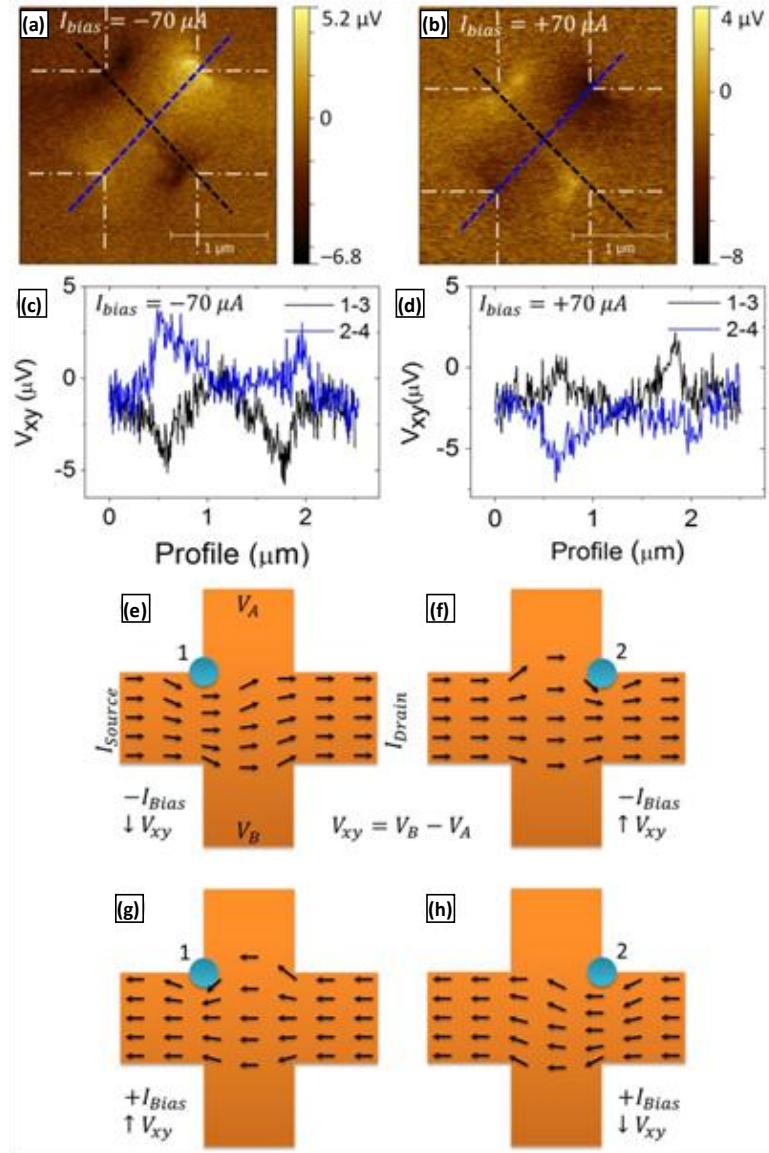 (a)
I_bias = −70 μA
5.2 μV
0
−6.8
1 μm
(b)
I_bias = +70 μA
4 μV
0
−8
1 μm
(c)
I_bias = −70 μA
1-3
2-4
5
0
-5
V_xy (μV)
0
1
2
Profile (μm)
(d)
I_bias = +70 μA
1-3
2-4
5
0
-5
V_xy(μV)
0
1
2
Profile (μm)
(e)
V_A
1
I_Source
−I_Bias
↓ V_xy
V_B
V_xy = V_B − V_A
(f)
2
I_Drain
−I_Bias
↑ V_xy
(g)
1
+I_Bias
↑ V_xy
(h)
2
+I_Bias
↓ V_xy